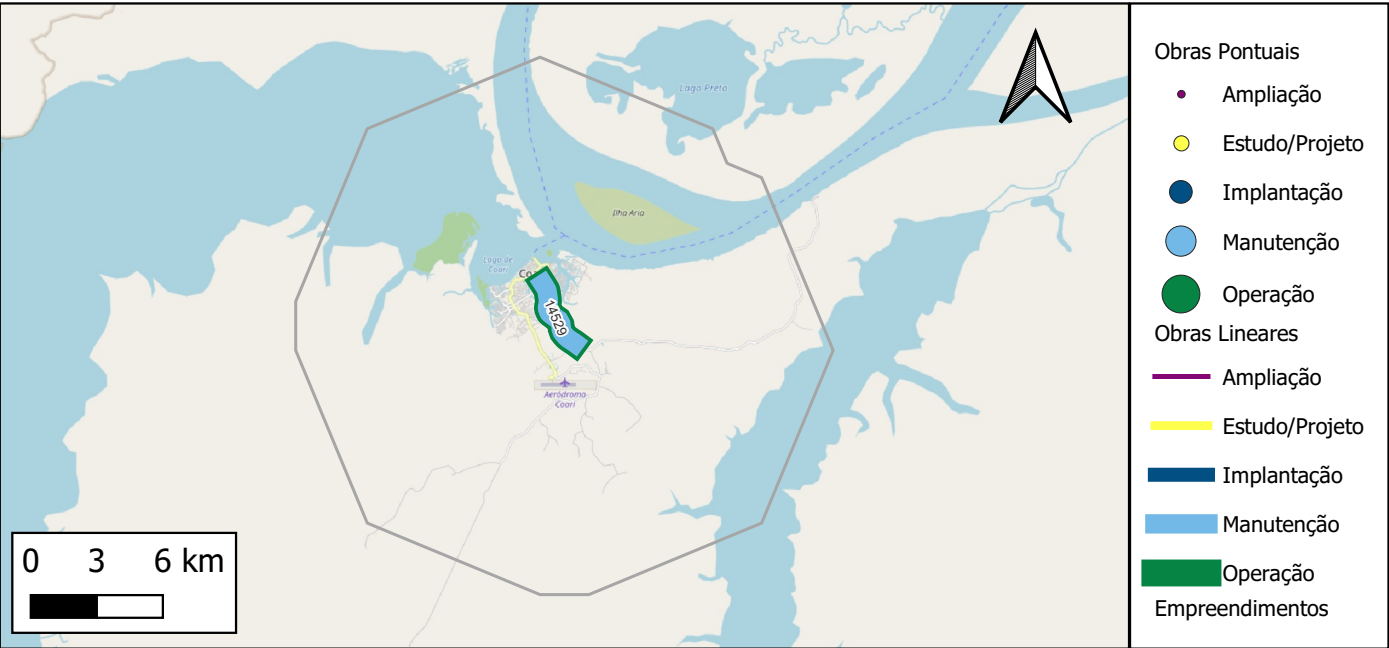 Lago Preto
Ilha Aria
Lago de
Coari
Co
14529
Aeródromo
Coari
0 3 6 km
Obras Pontuais
Ampliação
Estudo/Projeto
Implantação
Manutenção
Operação
Obras Lineares
Ampliação
Estudo/Projeto
Implantação
Manutenção
Operação
Empreendimentos